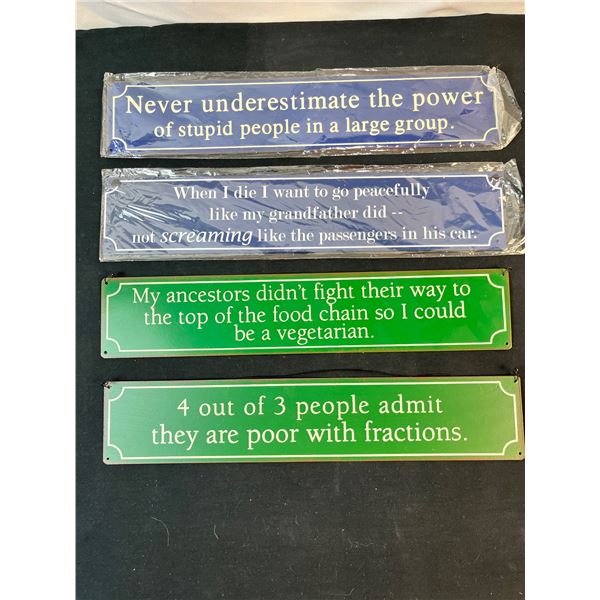 Never underestimate the power
of stupid people in a large group.
When I die I want to go peacefully
like my grandfather did --
not screaming like the passengers in his car.
My ancestors didn't fight their way to
the top of the food chain so I could
be a vegetarian.
4 out of 3 people admit
they are poor with fractions.